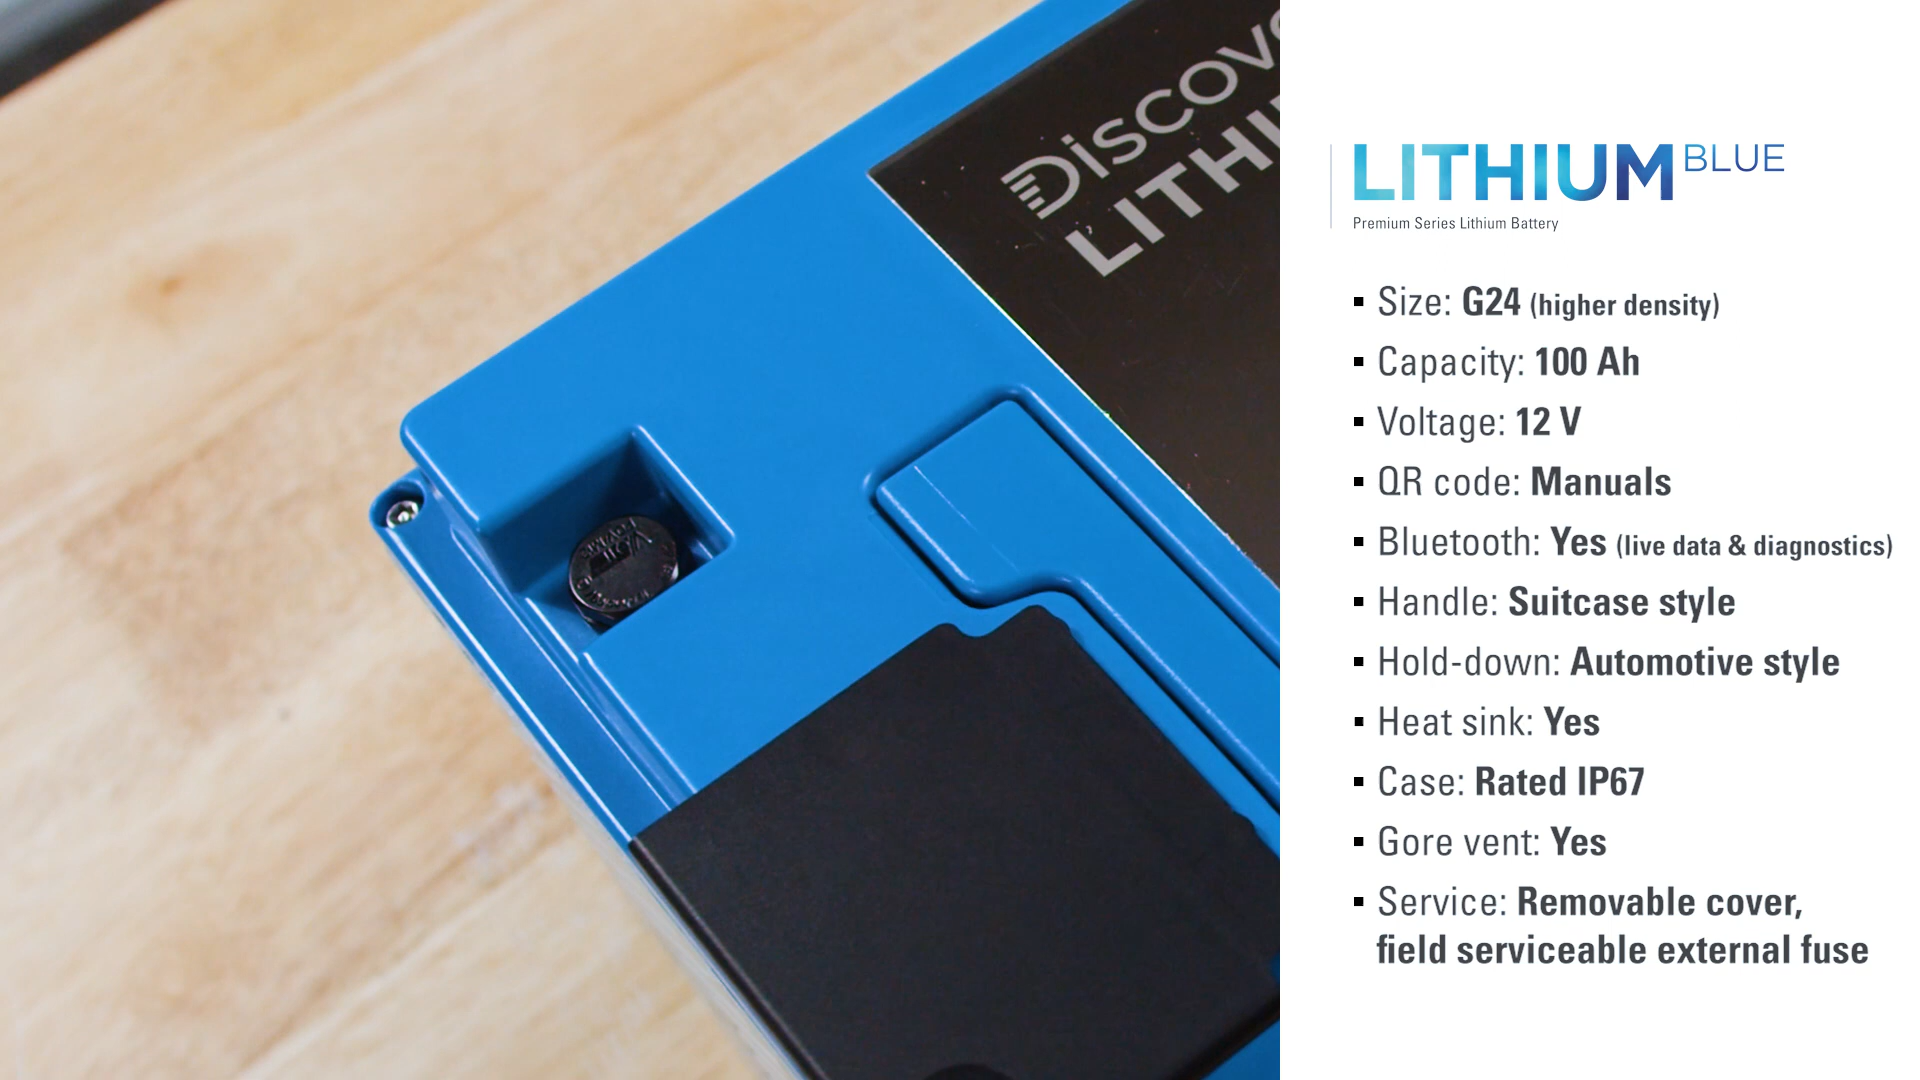 DISCOV
LITHI
LITHIUM BLUE
Premium Series Lithium Battery
▪ Size: G24 (higher density)
▪ Capacity: 100 Ah
▪ Voltage: 12 V
▪ QR code: Manuals
▪ Bluetooth: Yes (live data & diagnostics)
▪ Handle: Suitcase style
▪ Hold-down: Automotive style
▪ Heat sink: Yes
▪ Case: Rated IP67
▪ Gore vent: Yes
▪ Service: Removable cover,
field serviceable external fuse